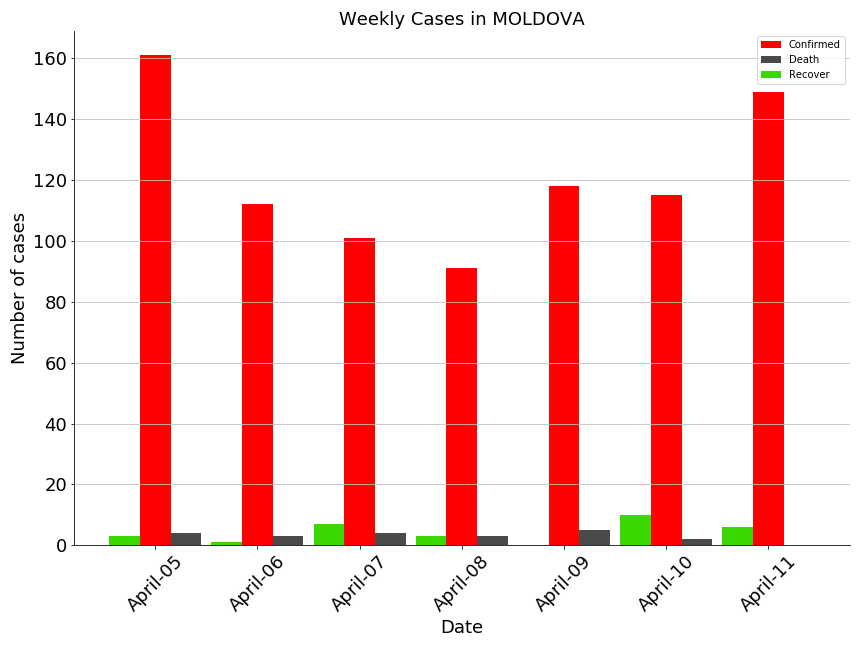 Weekly Cases in MOLDOVA
Confirmed
Death
Recover
160
140
120
100
80
60
40
20
0
Number of cases
April-05
April-06
April-07
April-08
April-09
April-10
April-11
Date